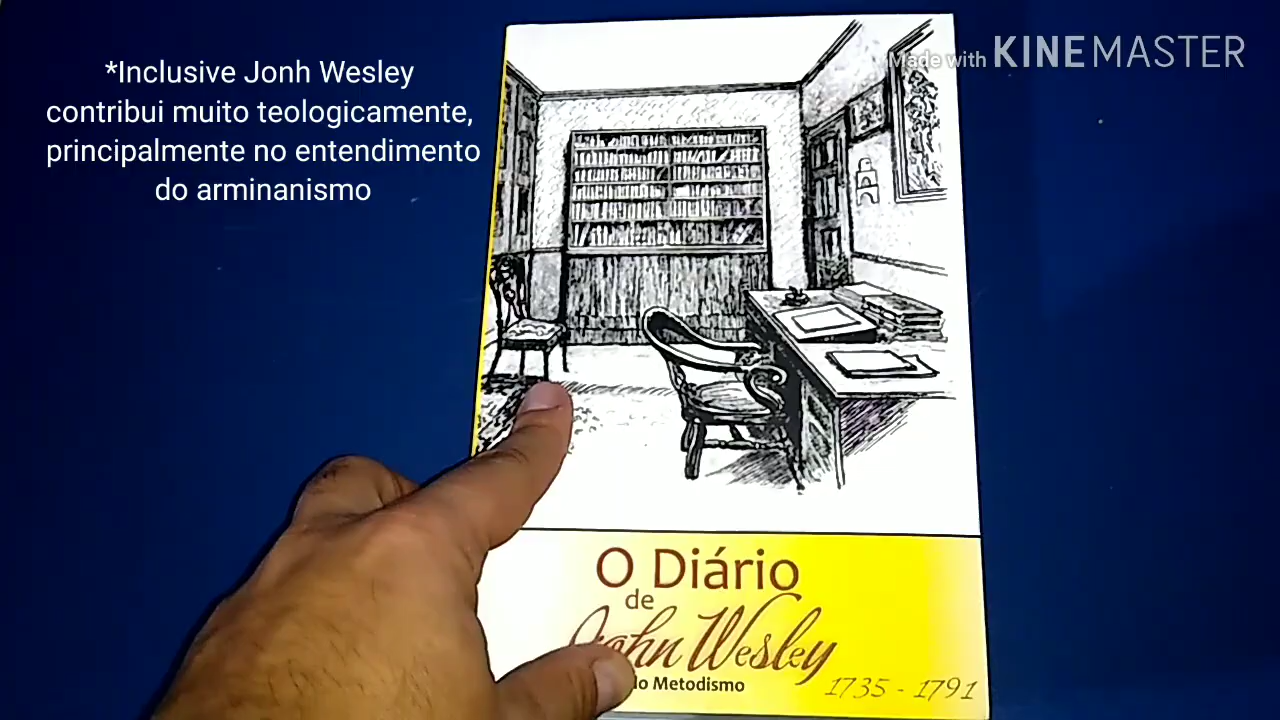 *Inclusive Jonh Wesley
contribui muito teologicamente,
principalmente no entendimento
do arminanismo
Made with KINEMASTER
O Diário
de
John Wesley
do Metodismo
1735 - 1791